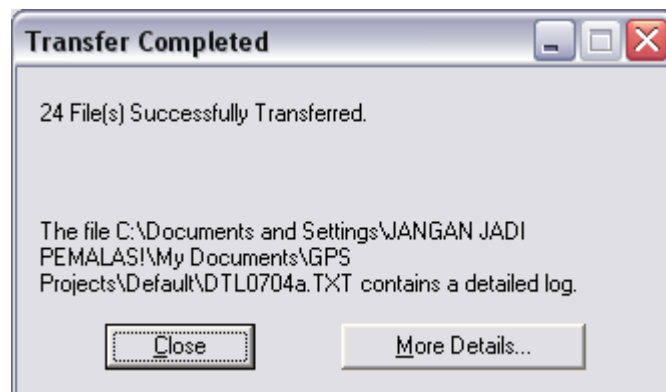 Transfer Completed
24 File(s) Successfully Transferred.
The file C:\Documents and Settings\JANGAN JADI
PEMALAS!\My Documents\GPS
Projects\Default\DTL0704a.TXT contains a detailed log.
Close
More Details...